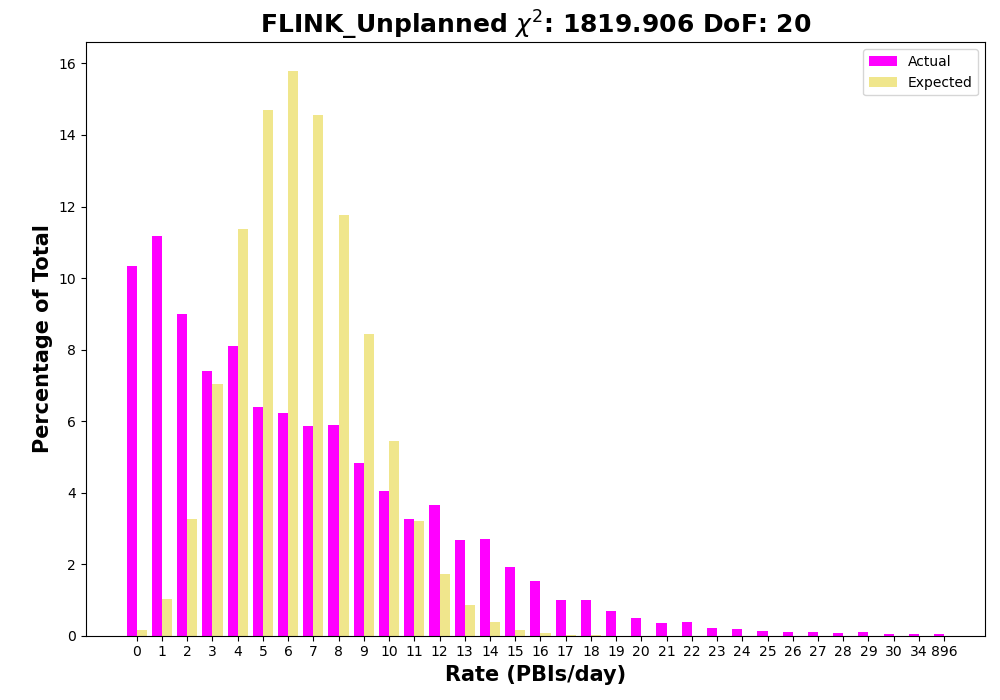 FLINK_Unplanned χ²: 1819.906 DoF: 20
Actual
Expected
Percentage of Total
16
14
12
10
8
6
4
2
0
0 1 2 3 4 5 6 7 8 9 10 11 12 13 14 15 16 17 18 19 20 21 22 23 24 25 26 27 28 29 30 34 896
Rate (PBIs/day)